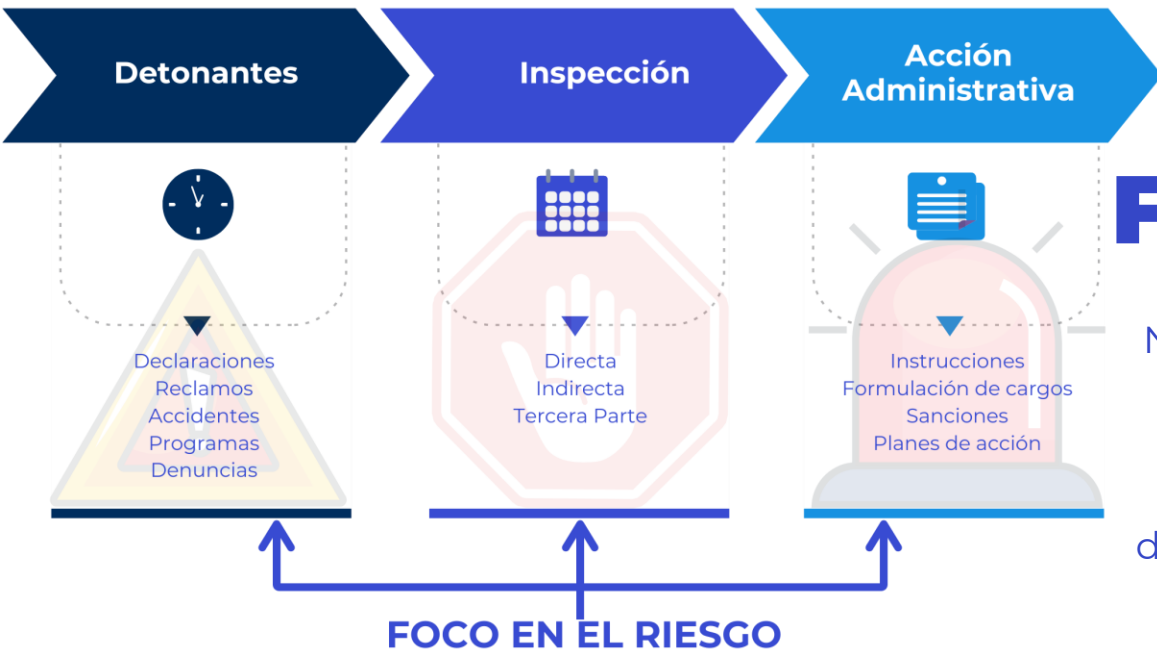 Detonantes
Inspección
Acción
Administrativa
Declaraciones
Reclamos
Accidentes
Programas
Denuncias
Directa
Indirecta
Tercera Parte
Instrucciones
Formulación de cargos
Sanciones
Planes de acción
FOCO EN EL RIESGO